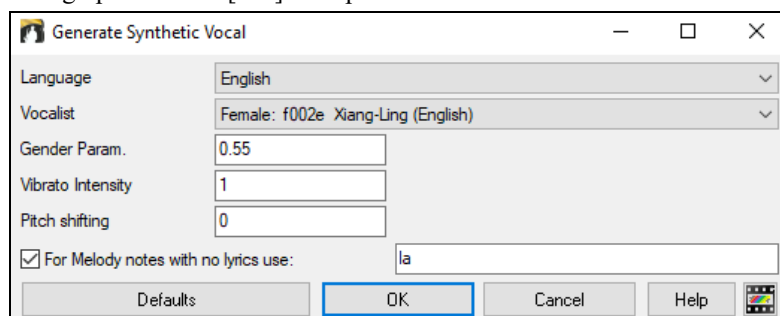 Generate Synthetic Vocal
Language English
Vocalist Female: f002e Xiang-Ling (English)
Gender Param. 0.55
Vibrato Intensity 1
Pitch shifting 0
For Melody notes with no lyrics use: la
Defaults OK Cancel Help